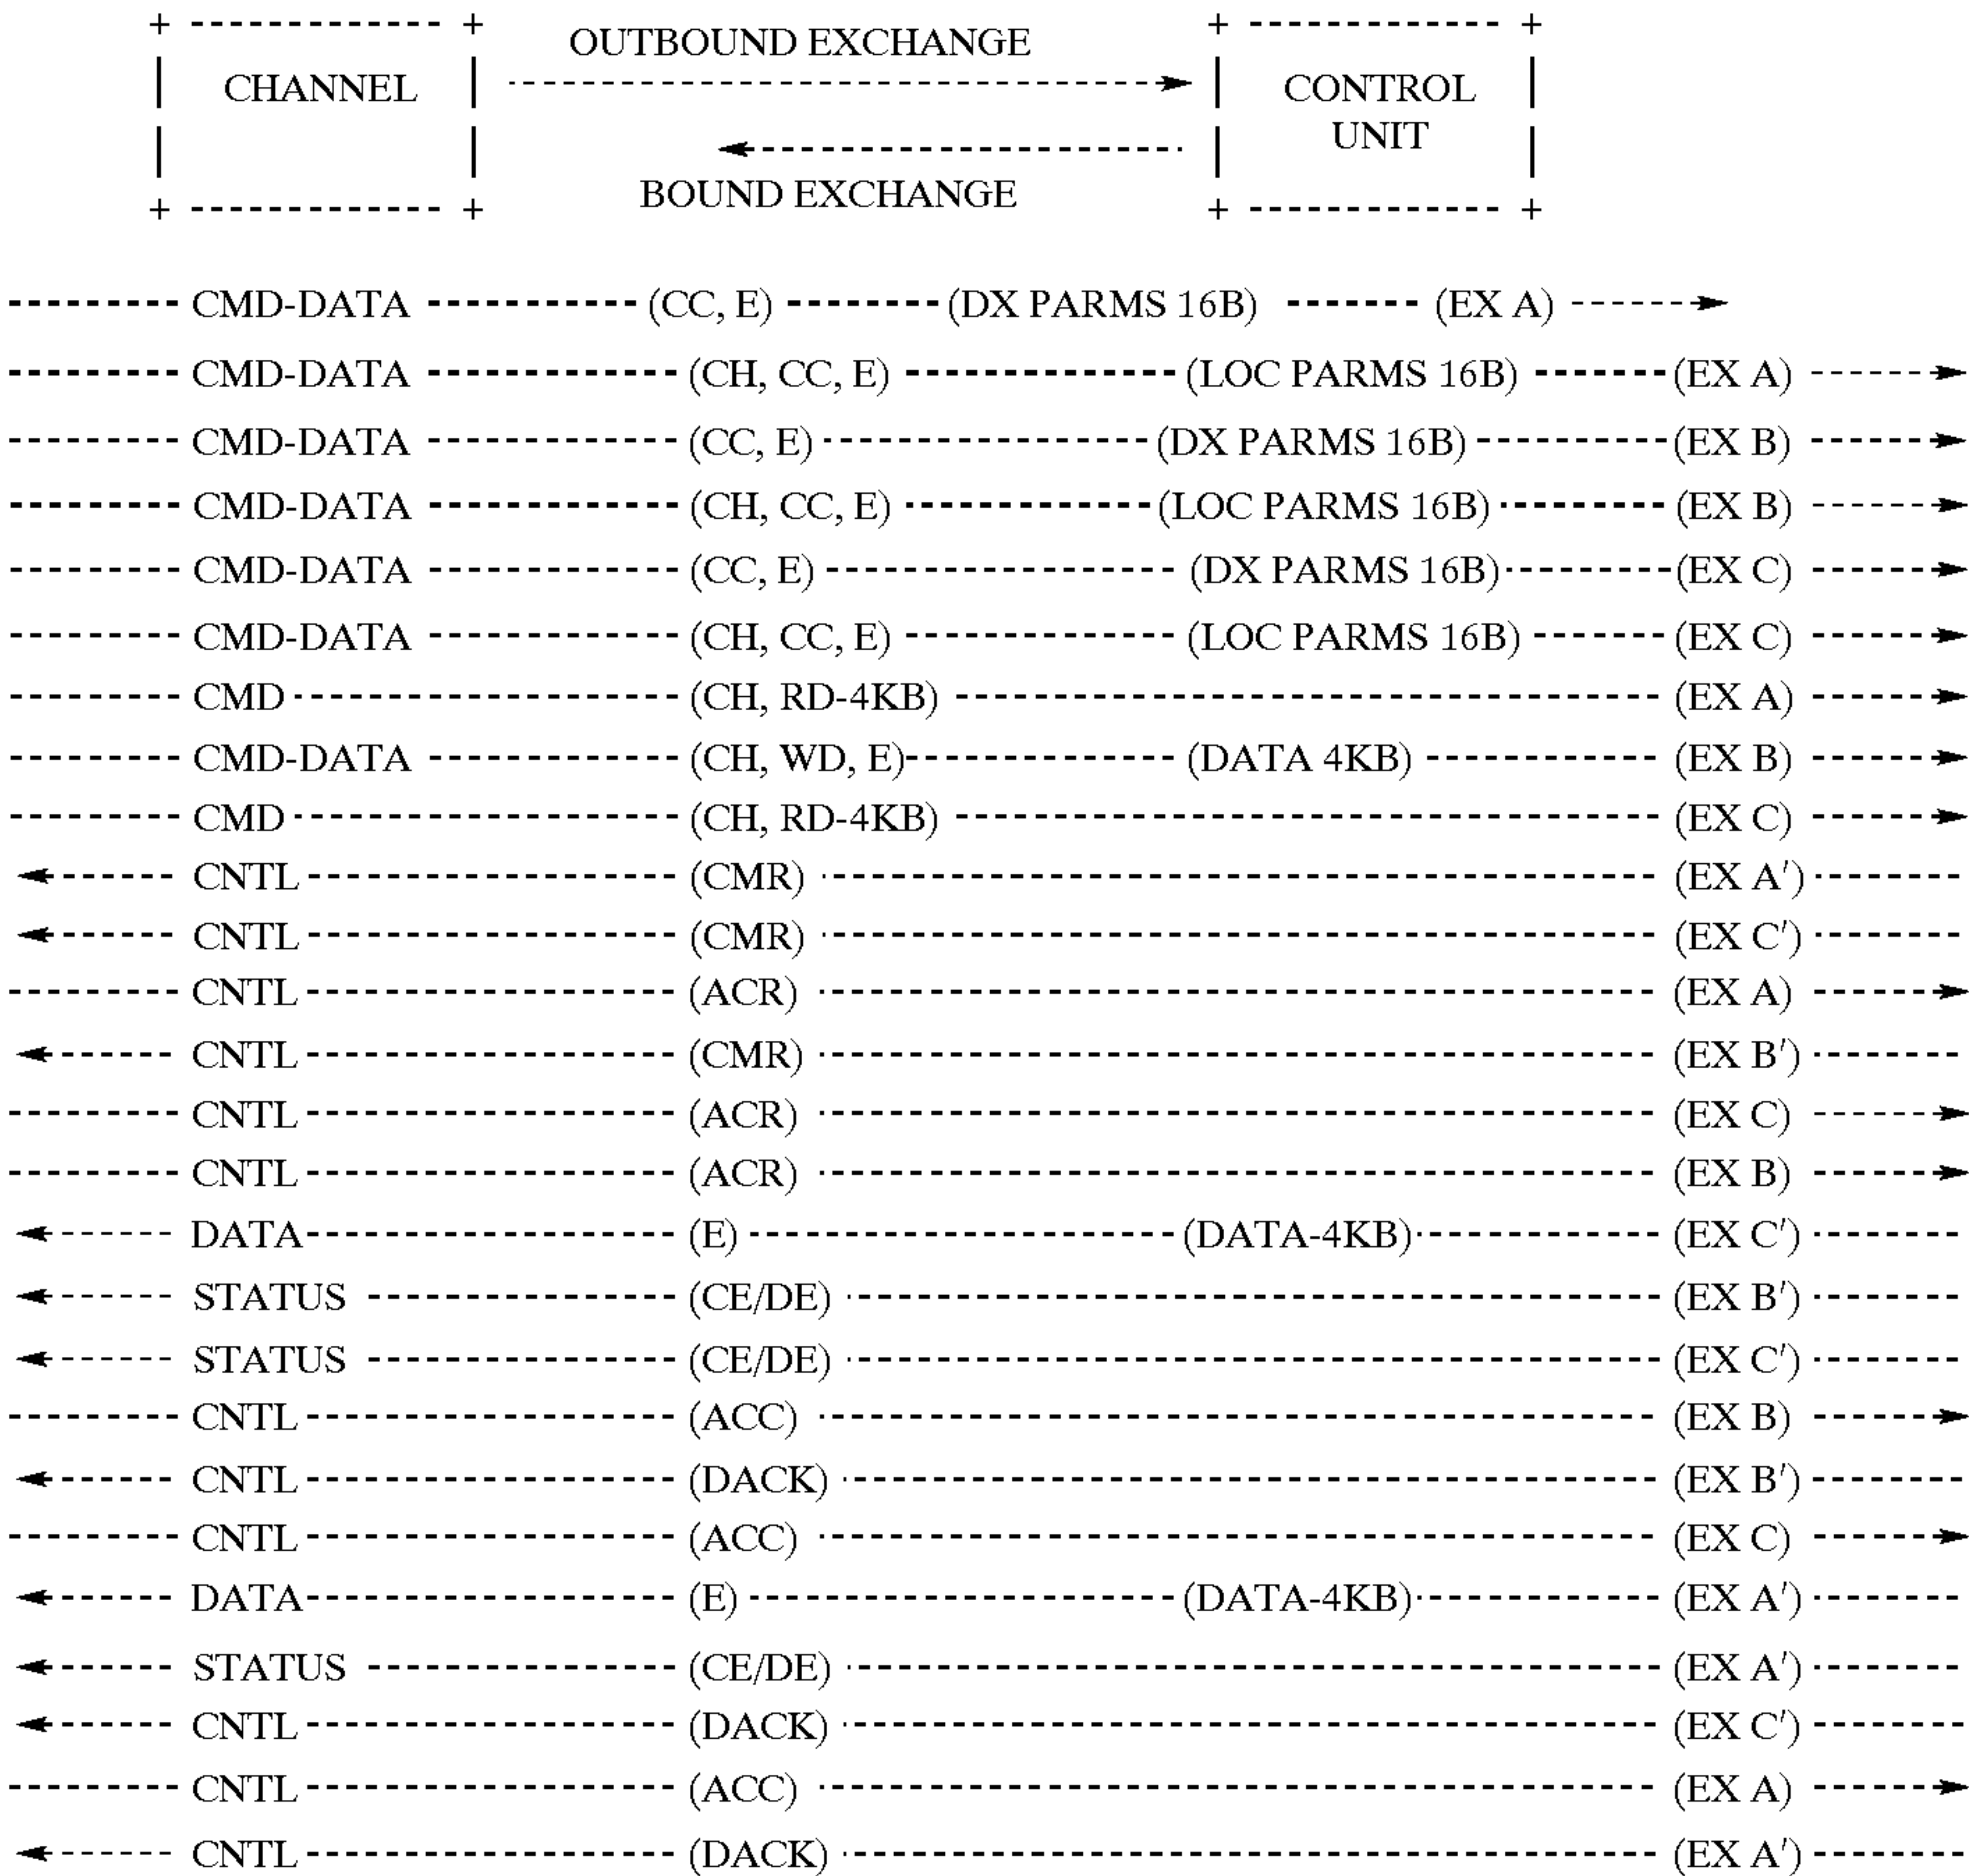 OUTBOUND EXCHANGE
CHANNEL
CONTROL
UNIT
BOUND EXCHANGE
CMD-DATA (CC, E) (DX PARMS 16B) (EX A)
CMD-DATA (CH, CC, E) (LOC PARMS 16B) (EX A)
CMD-DATA (CC, E) (DX PARMS 16B) (EX B)
CMD-DATA (CH, CC, E) (LOC PARMS 16B) (EX B)
CMD-DATA (CC, E) (DX PARMS 16B) (EX C)
CMD-DATA (CH, CC, E) (LOC PARMS 16B) (EX C)
CMD (CH, RD-4KB) (EX A)
CMD-DATA (CH, WD, E) (DATA 4KB) (EX B)
CMD (CH, RD-4KB) (EX C)
CNTL (CMR) (EX A′)
CNTL (CMR) (EX C′)
CNTL (ACR) (EX A)
CNTL (CMR) (EX B′)
CNTL (ACR) (EX C)
CNTL (ACR) (EX B)
DATA (E) (DATA-4KB) (EX C′)
STATUS (CE/DE) (EX B′)
STATUS (CE/DE) (EX C′)
CNTL (ACC) (EX B)
CNTL (DACK) (EX B′)
CNTL (ACC) (EX C)
DATA (E) (DATA-4KB) (EX A′)
STATUS (CE/DE) (EX A′)
CNTL (DACK) (EX C′)
CNTL (ACC) (EX A)
CNTL (DACK) (EX A′)